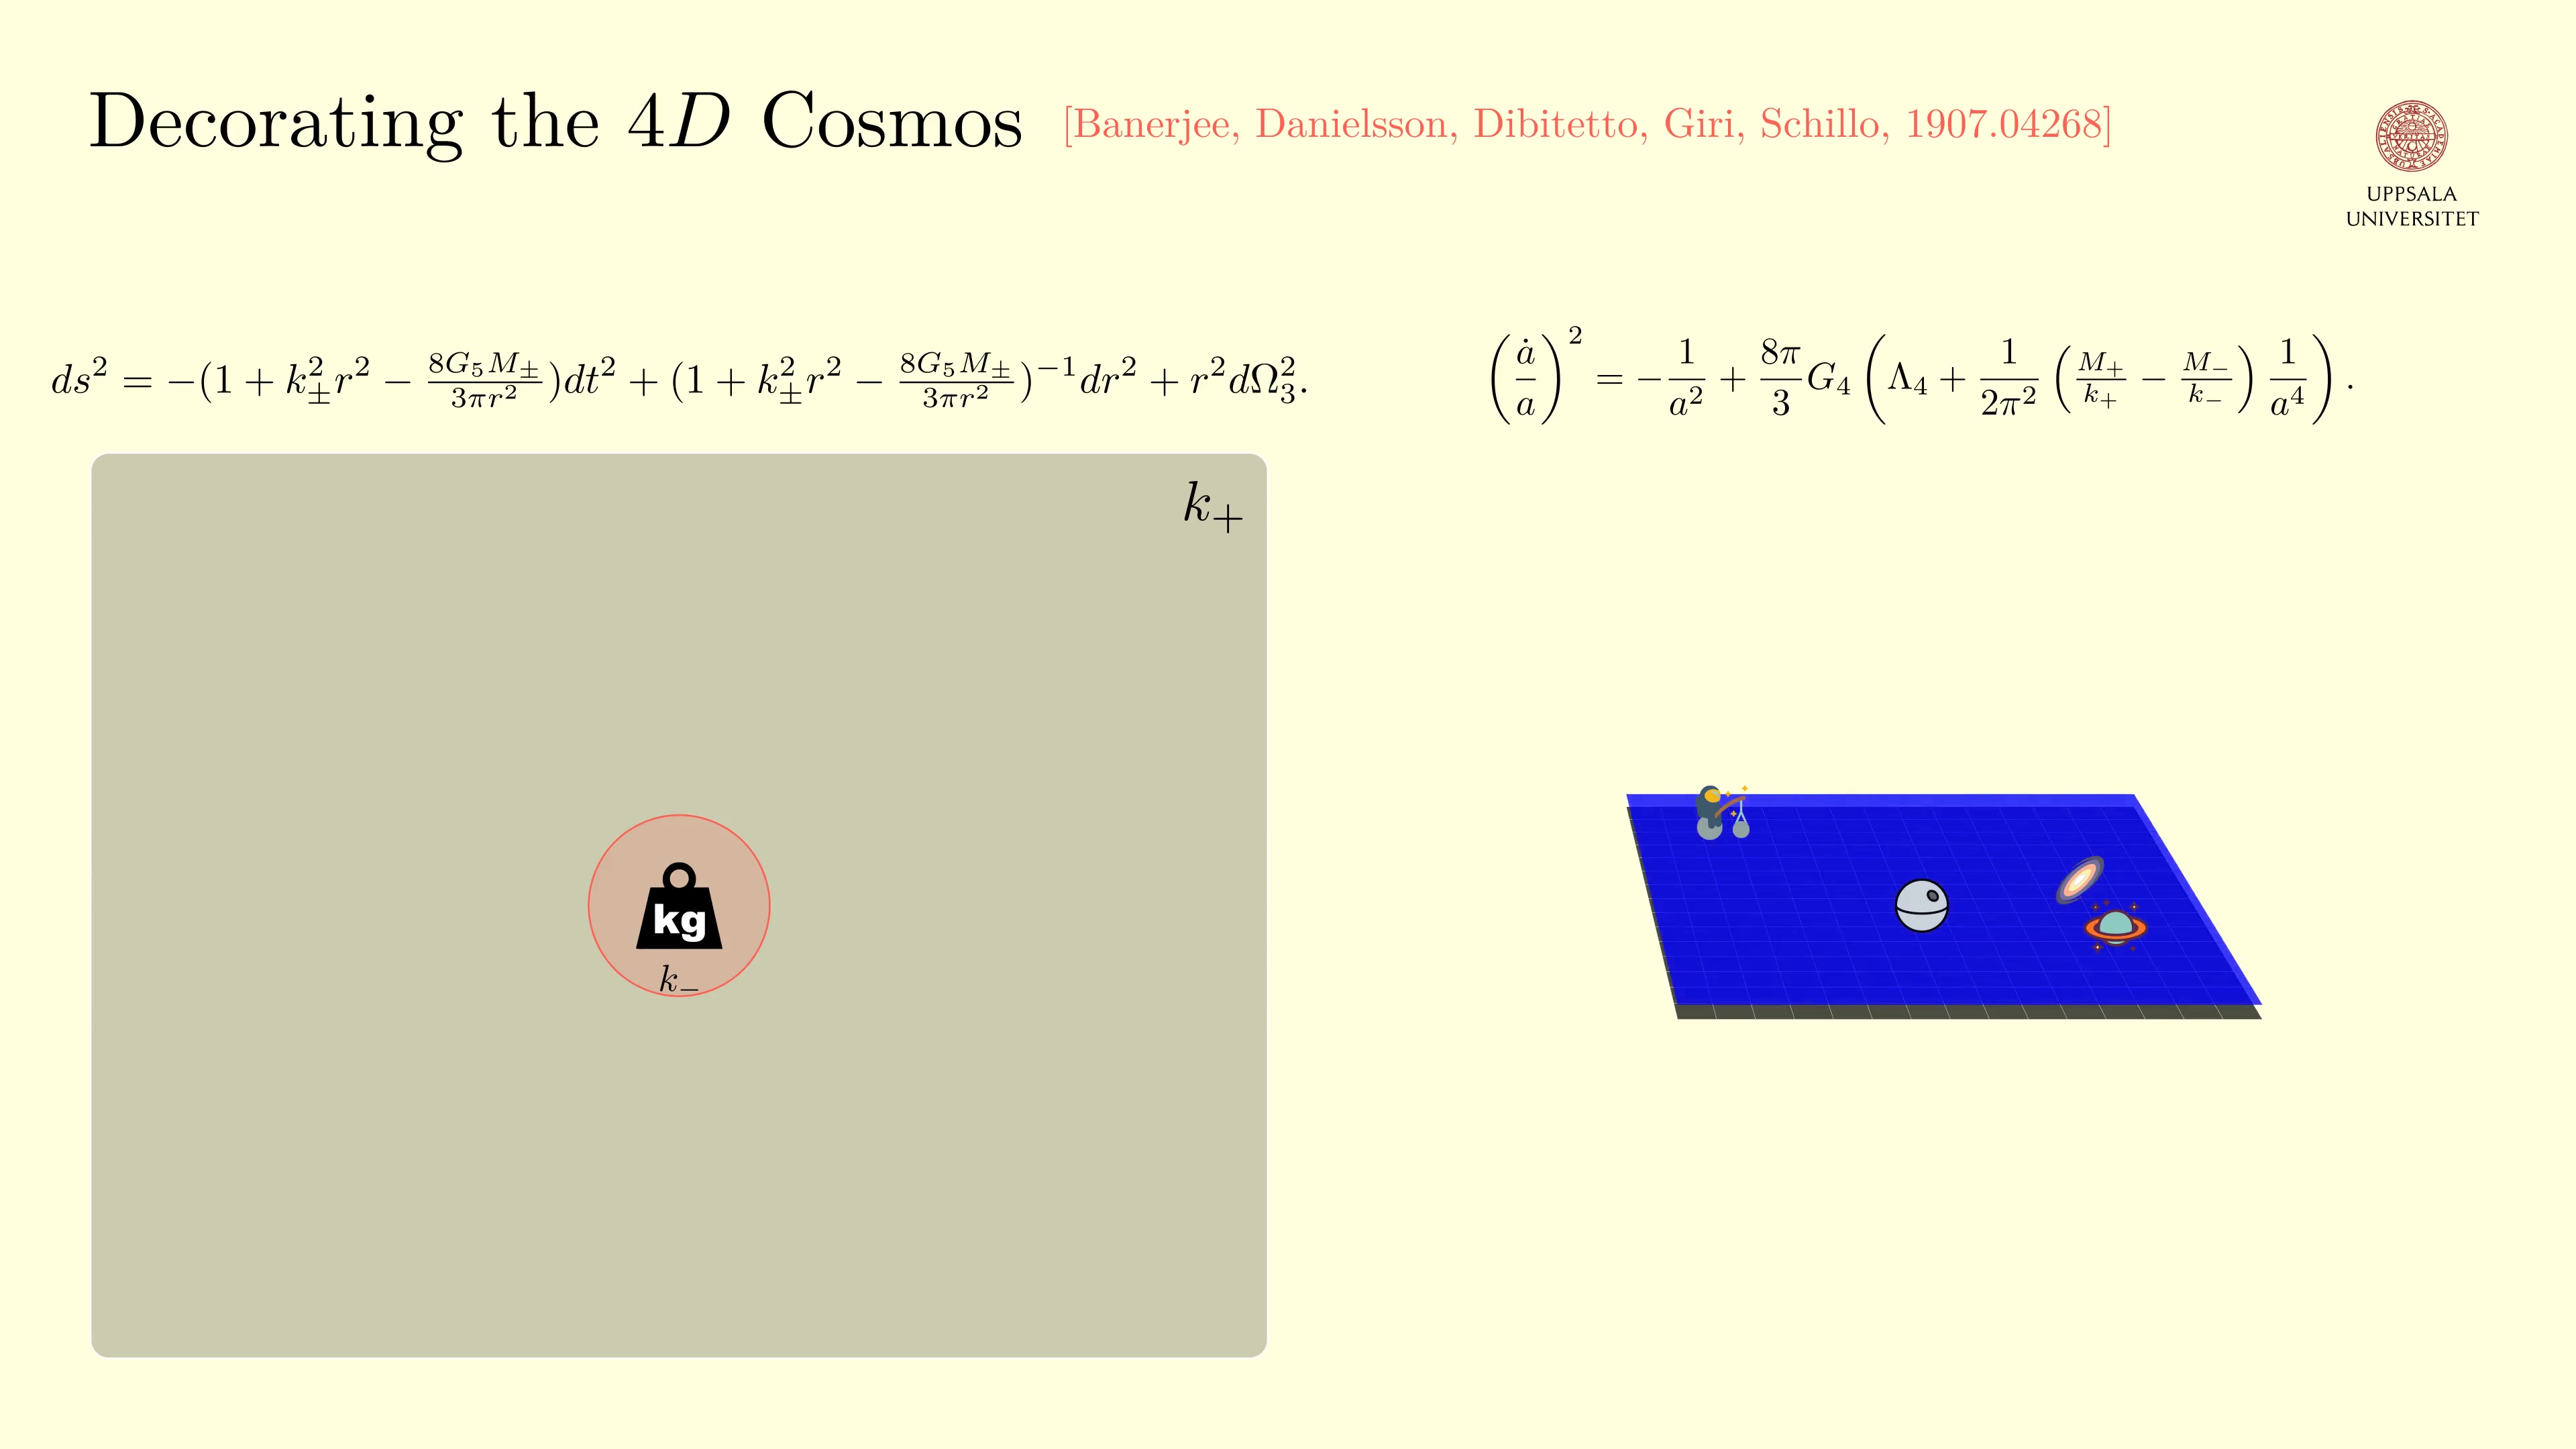 Decorating the 4D Cosmos [Banerjee, Danielsson, Dibitetto, Giri, Schillo, 1907.04268]
UPPSALA
UNIVERSITET
$ds^2 = -(1 + k_\pm^2 r^2 - \frac{8G_5 M_\pm}{3\pi r^2})dt^2 + (1 + k_\pm^2 r^2 - \frac{8G_5 M_\pm}{3\pi r^2})^{-1}dr^2 + r^2 d\Omega_3^2.$
$\left(\frac{\dot{a}}{a}\right)^2 = -\frac{1}{a^2} + \frac{8\pi}{3}G_4\left(\Lambda_4 + \frac{1}{2\pi^2}\left(\frac{M_+}{k_+} - \frac{M_-}{k_-}\right)\frac{1}{a^4}\right).$
$k_+$
kg
$k_-$